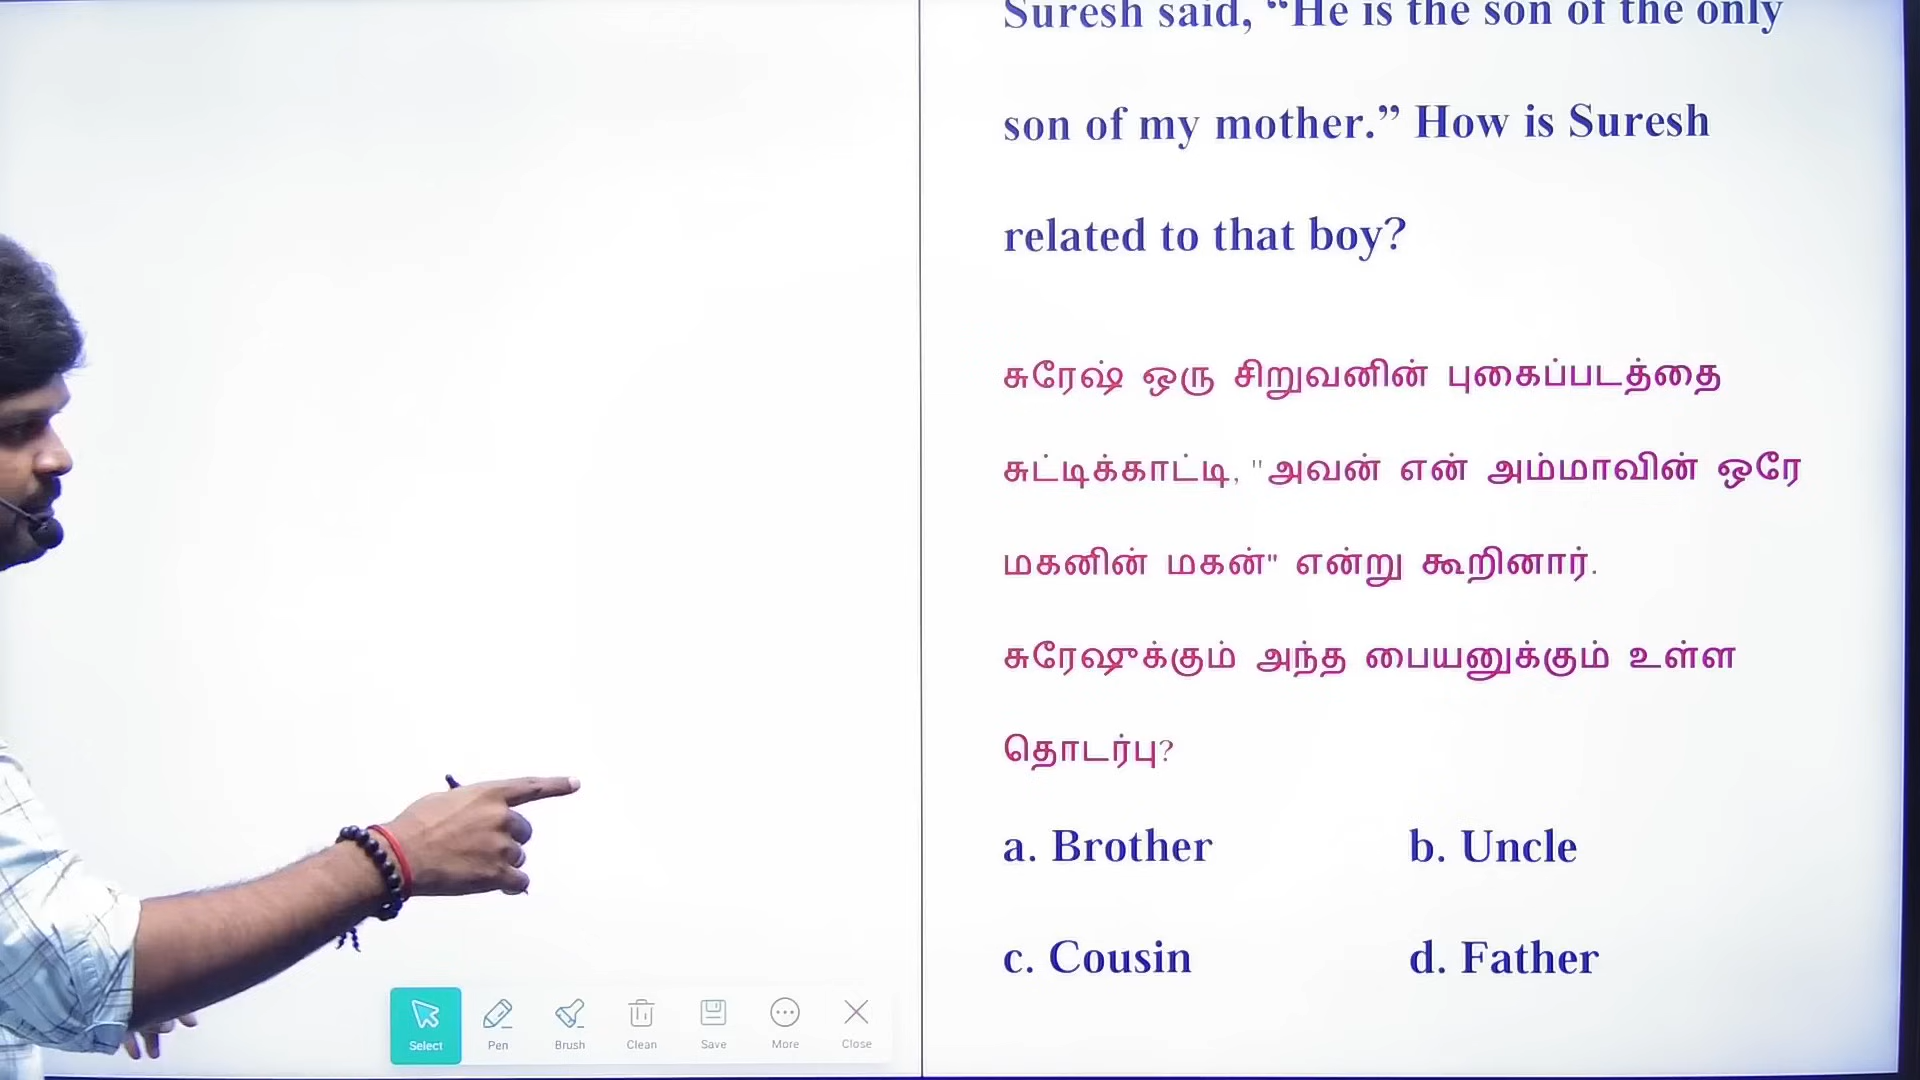 Suresh said, “He is the son of the only
son of my mother.” How is Suresh
related to that boy?
சுரேஷ் ஒரு சிறுவனின் புகைப்படத்தை
சுட்டிக்காட்டி, "அவன் என் அம்மாவின் ஒரே
மகனின் மகன்" என்று கூறினார்.
சுரேஷுக்கும் அந்த பையனுக்கும் உள்ள
தொடர்பு?
a. Brother b. Uncle
c. Cousin d. Father
Select Pen Brush Clean Save More Close